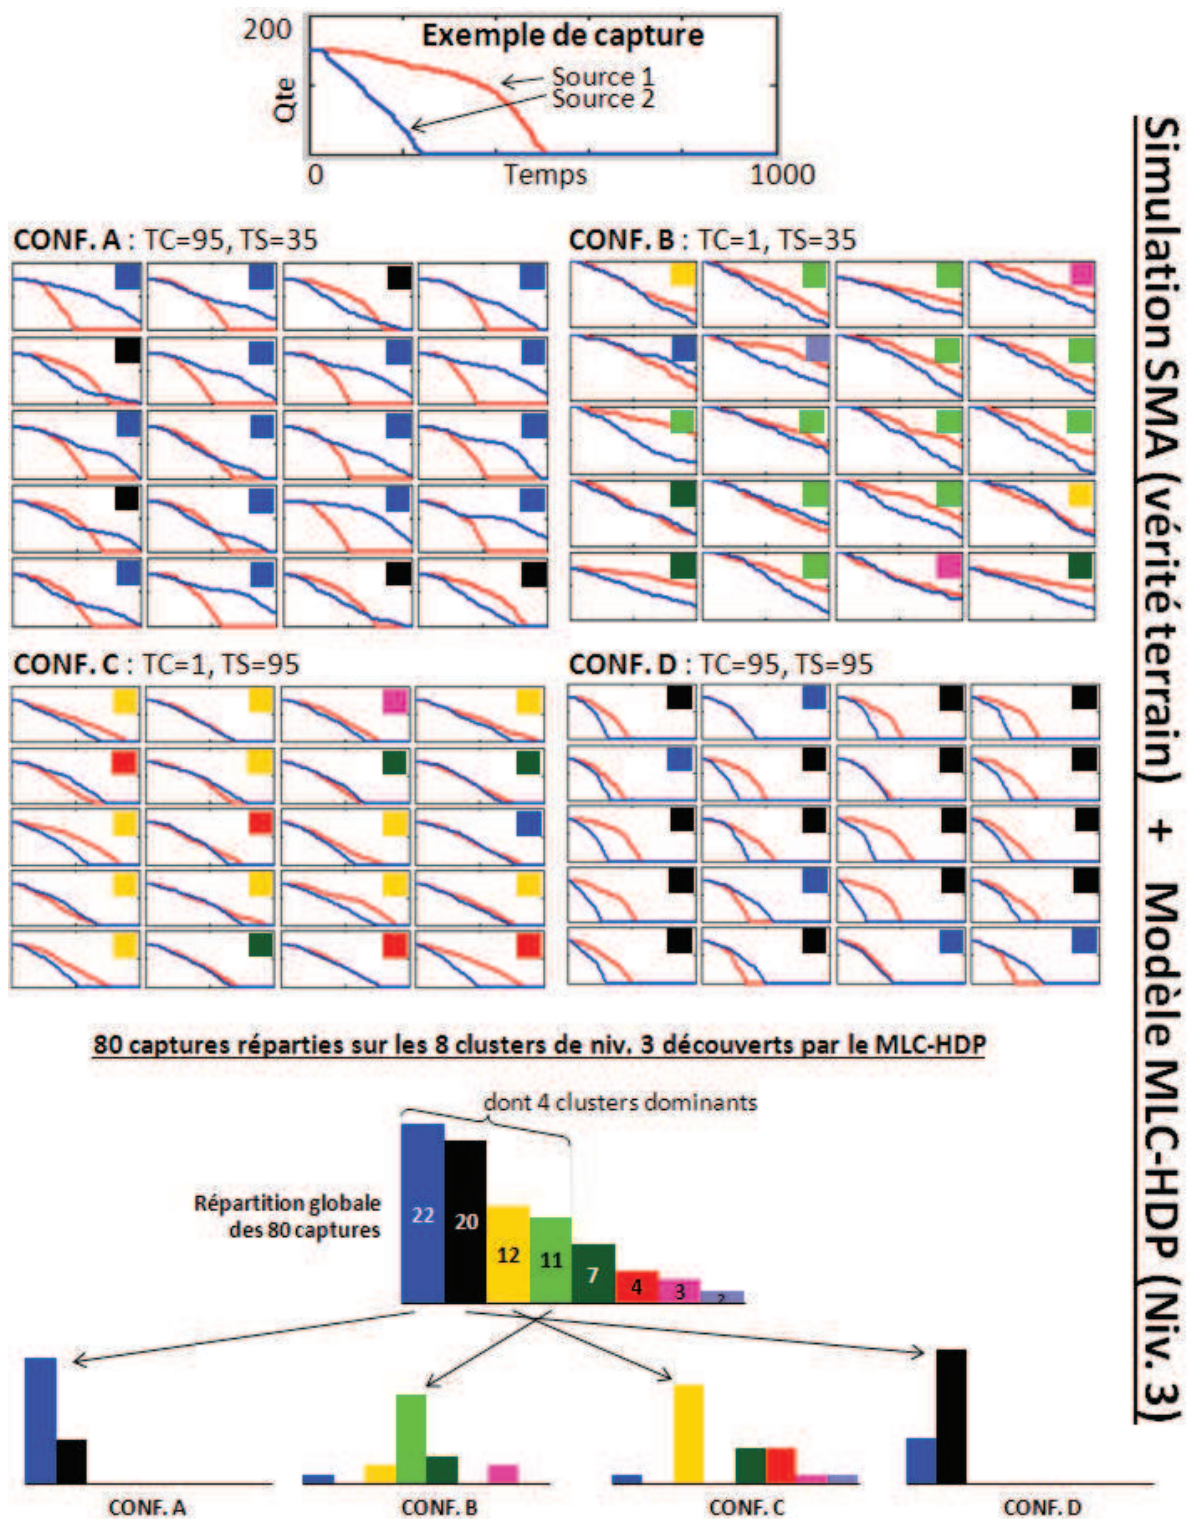 200
Exemple de capture
Source 1
Source 2
Qte
0
Temps
1000
CONF. A : TC=95, TS=35
CONF. B : TC=1, TS=35
CONF. C : TC=1, TS=95
CONF. D : TC=95, TS=95
Simulation SMA (vérité terrain) + Modèle MLC-HDP (Niv. 3)
80 captures réparties sur les 8 clusters de niv. 3 découverts par le MLC-HDP
dont 4 clusters dominants
Répartition globale
des 80 captures
22
20
12
11
7
4
3
2
CONF. A
CONF. B
CONF. C
CONF. D